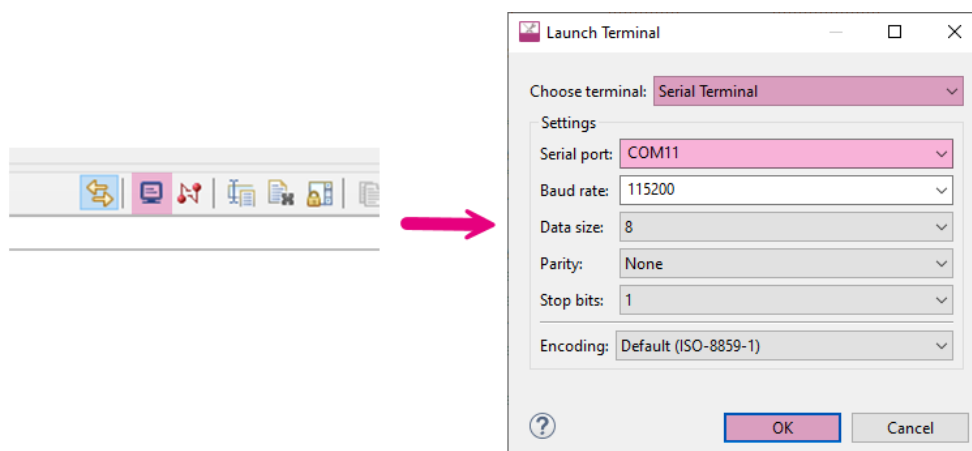 Launch Terminal
Choose terminal: Serial Terminal
Settings
Serial port: COM11
Baud rate: 115200
Data size: 8
Parity: None
Stop bits: 1
Encoding: Default (ISO-8859-1)
? OK Cancel